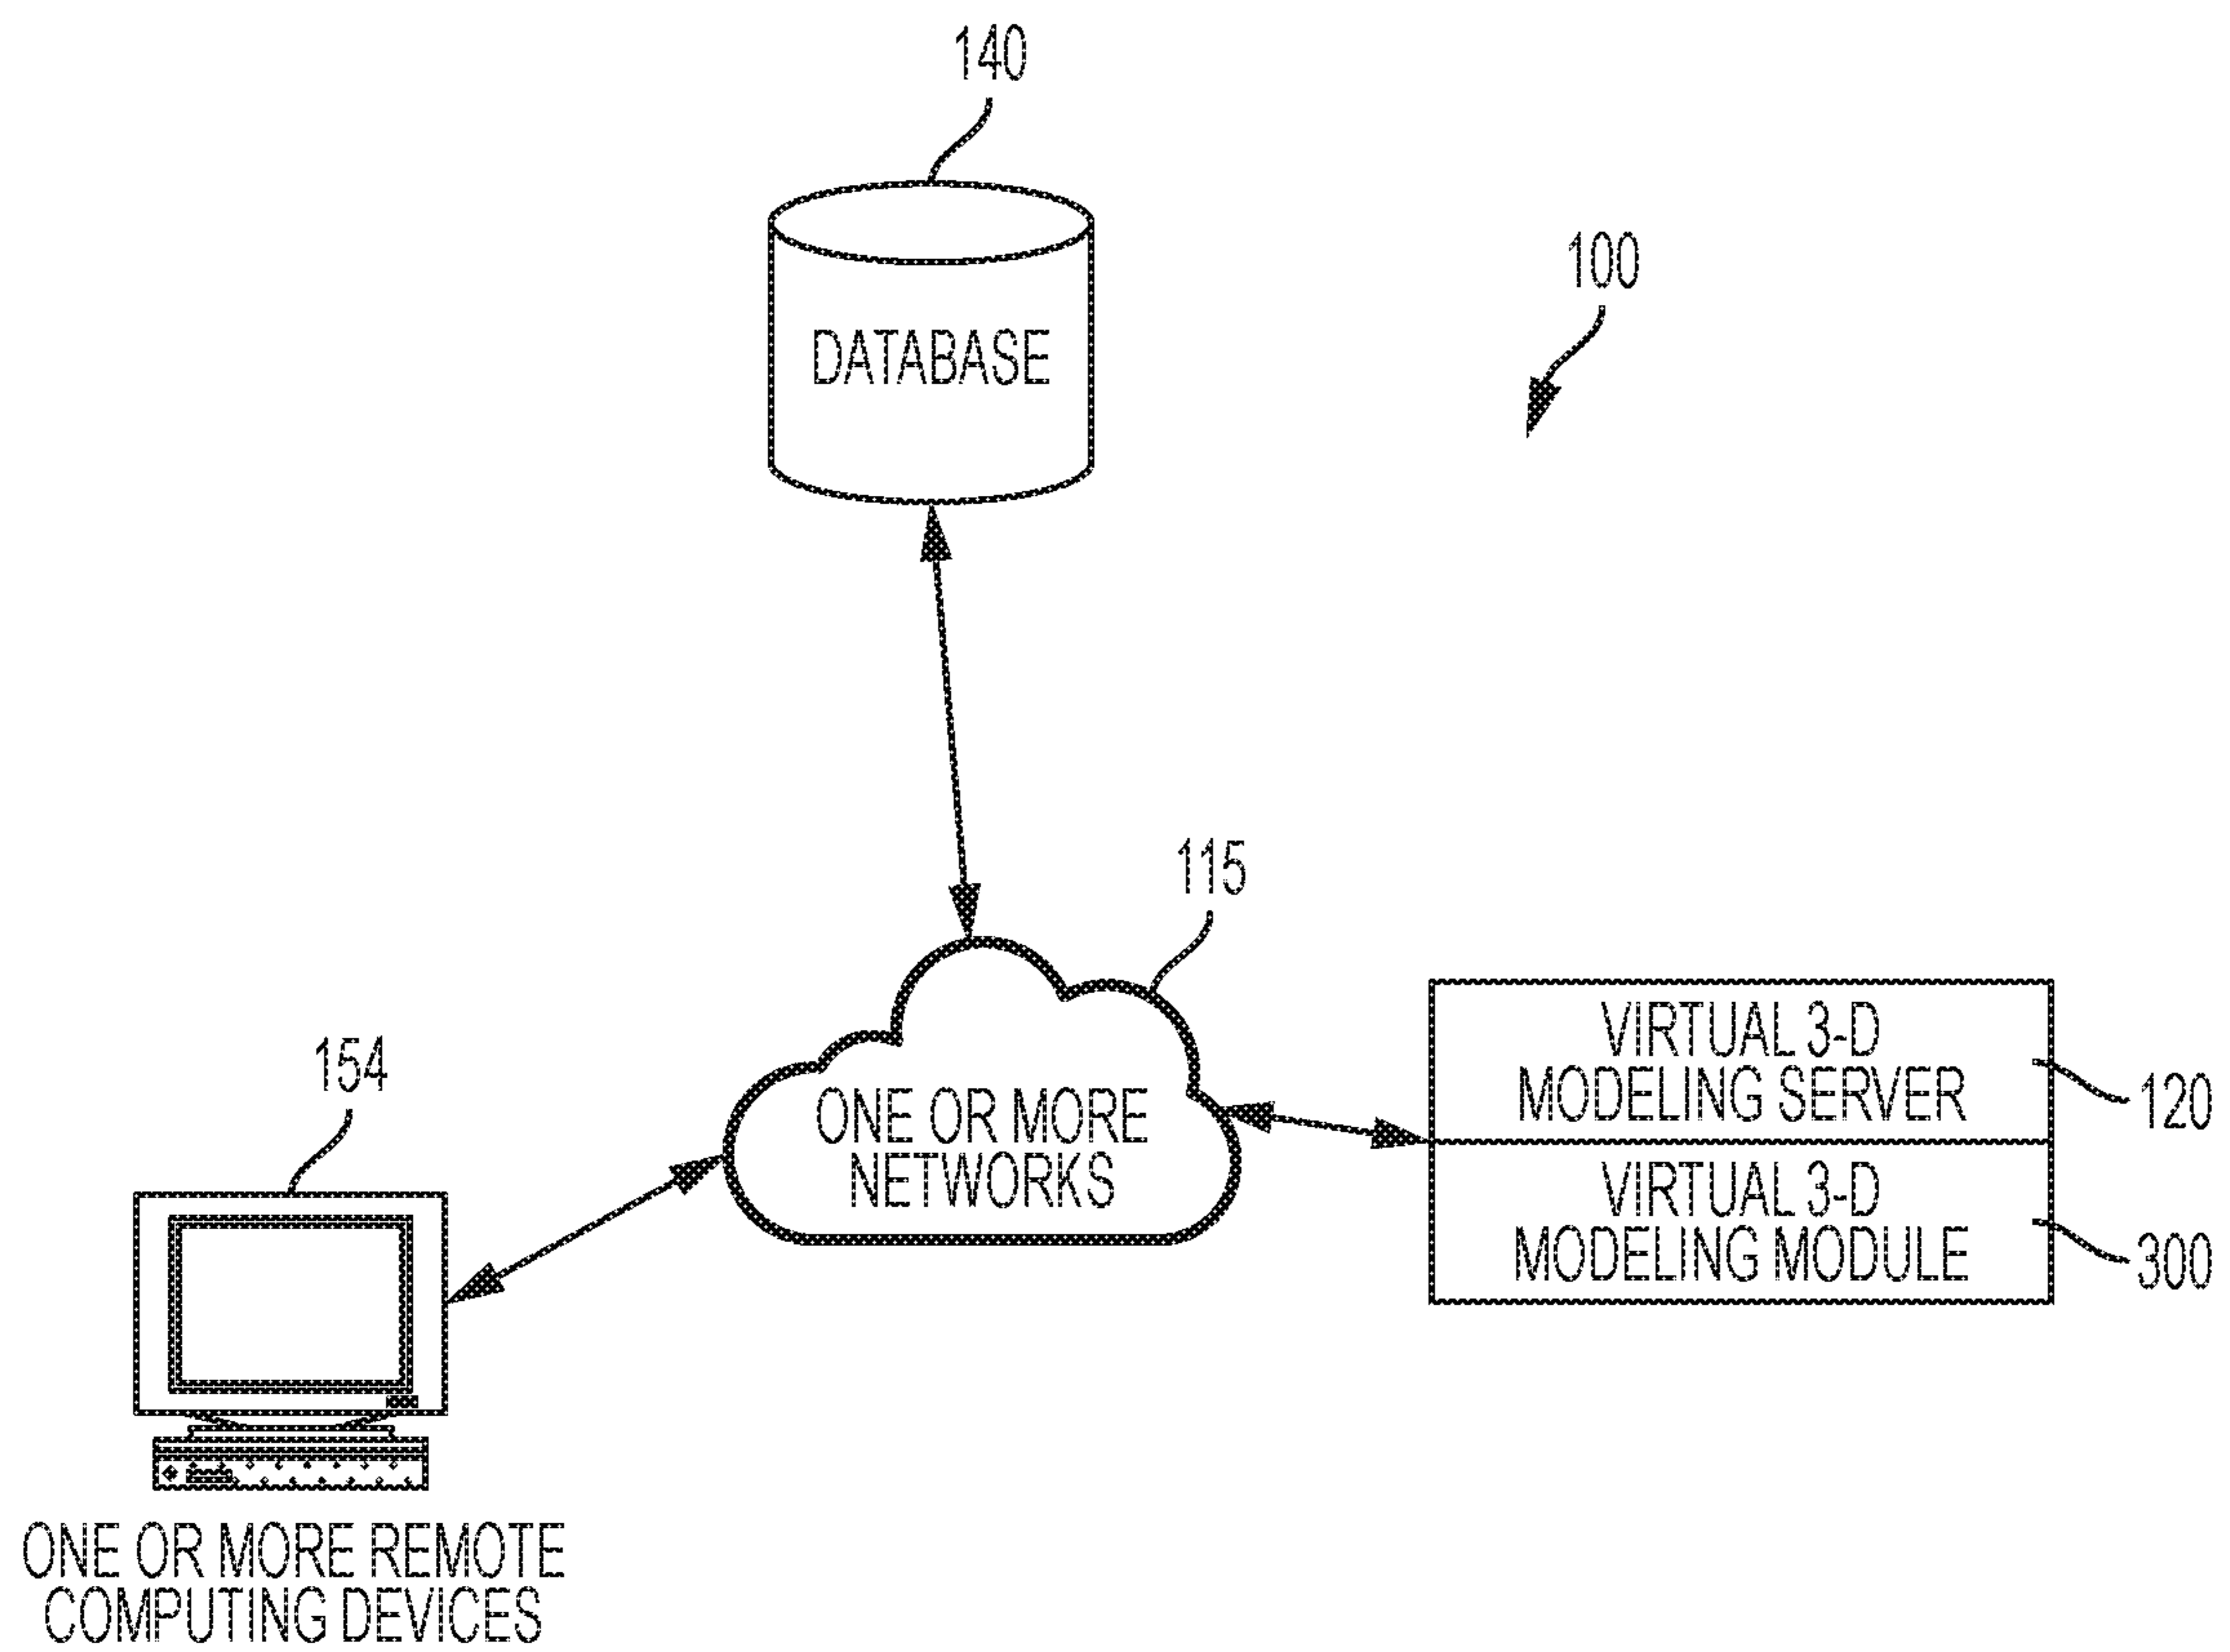 140
DATABASE
100
115
154
ONE OR MORE
NETWORKS
VIRTUAL 3-D
MODELING SERVER
120
VIRTUAL 3-D
MODELING MODULE
300
ONE OR MORE REMOTE
COMPUTING DEVICES